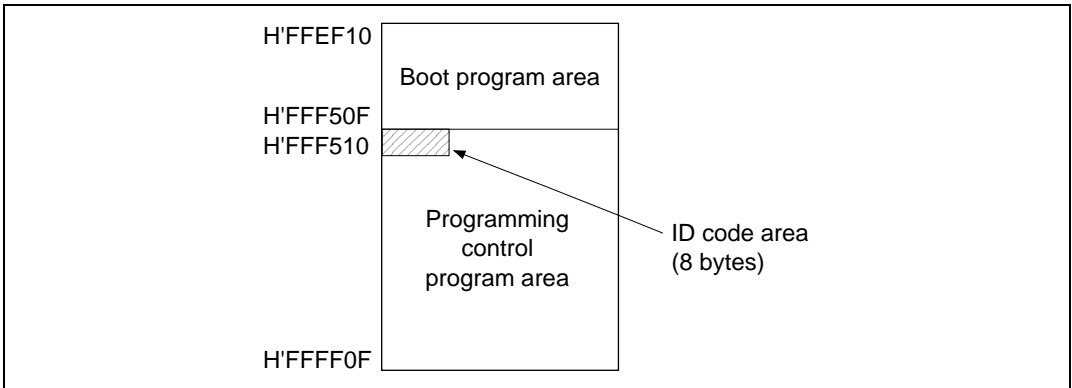 H'FFEF10
Boot program area
H'FFF50F
H'FFF510
Programming
control
program area
ID code area
(8 bytes)
H'FFFF0F